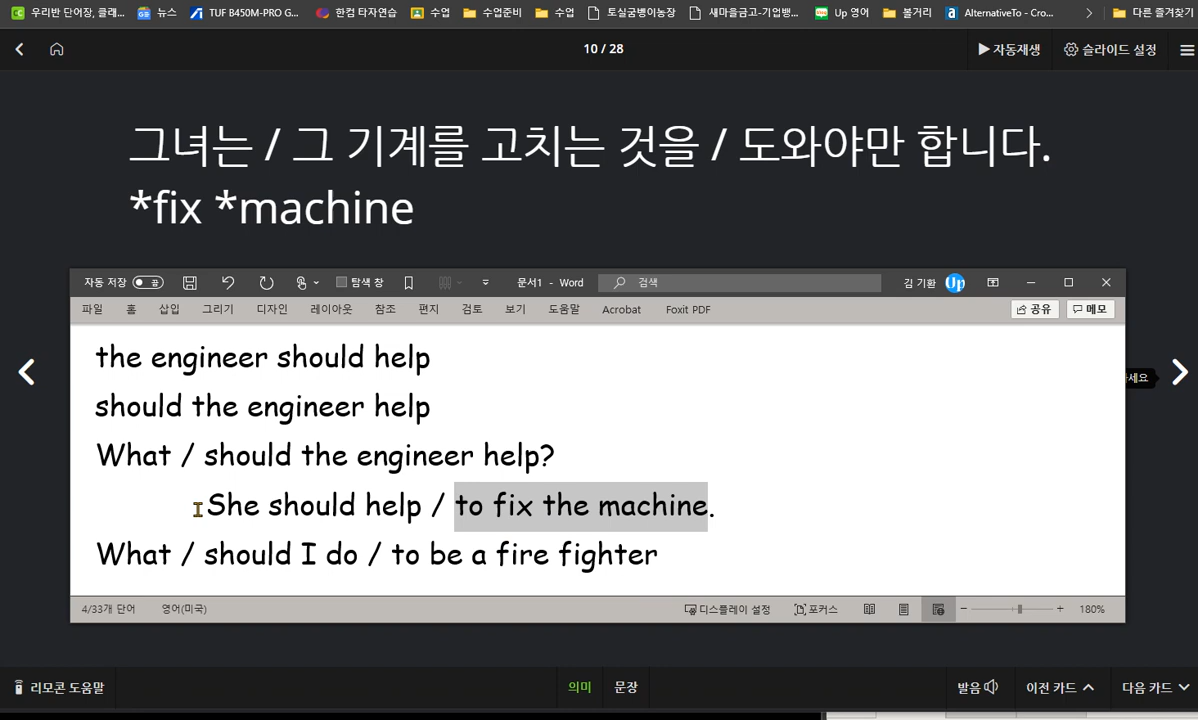 우리반 단어장, 클래... 뉴스 TUF B450M-PRO G... 한컴 타자연습 수업 수업준비 수업 토실굼벵이농장 새마을금고-기업뱅... Up 영어 볼거리 AlternativeTo - Cro... 다른 즐겨찾기
10 / 28 자동재생 슬라이드 설정
그녀는 / 그 기계를 고치는 것을 / 도와야만 합니다.
*fix *machine
자동 저장 끔 탐색 창 문서1 - Word 검색 김 기환 Up
파일 홈 삽입 그리기 디자인 레이아웃 참조 편지 검토 보기 도움말 Acrobat Foxit PDF 공유 메모
the engineer should help
should the engineer help
세요
What / should the engineer help?
She should help / to fix the machine.
What / should I do / to be a fire fighter
4/33개 단어 영어(미국) 디스플레이 설정 포커스 180%
리모콘 도움말 의미 문장 발음 이전 카드 다음 카드